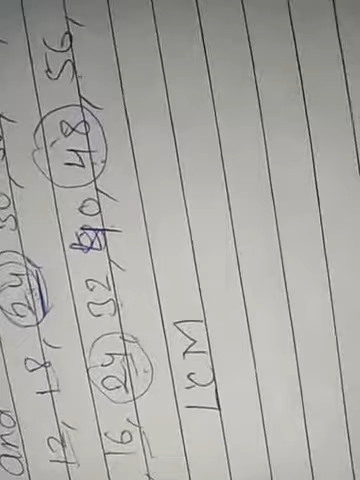 and
12, 18, 24, 30,
16, 24, 32, 40, 48, 56,
LCM